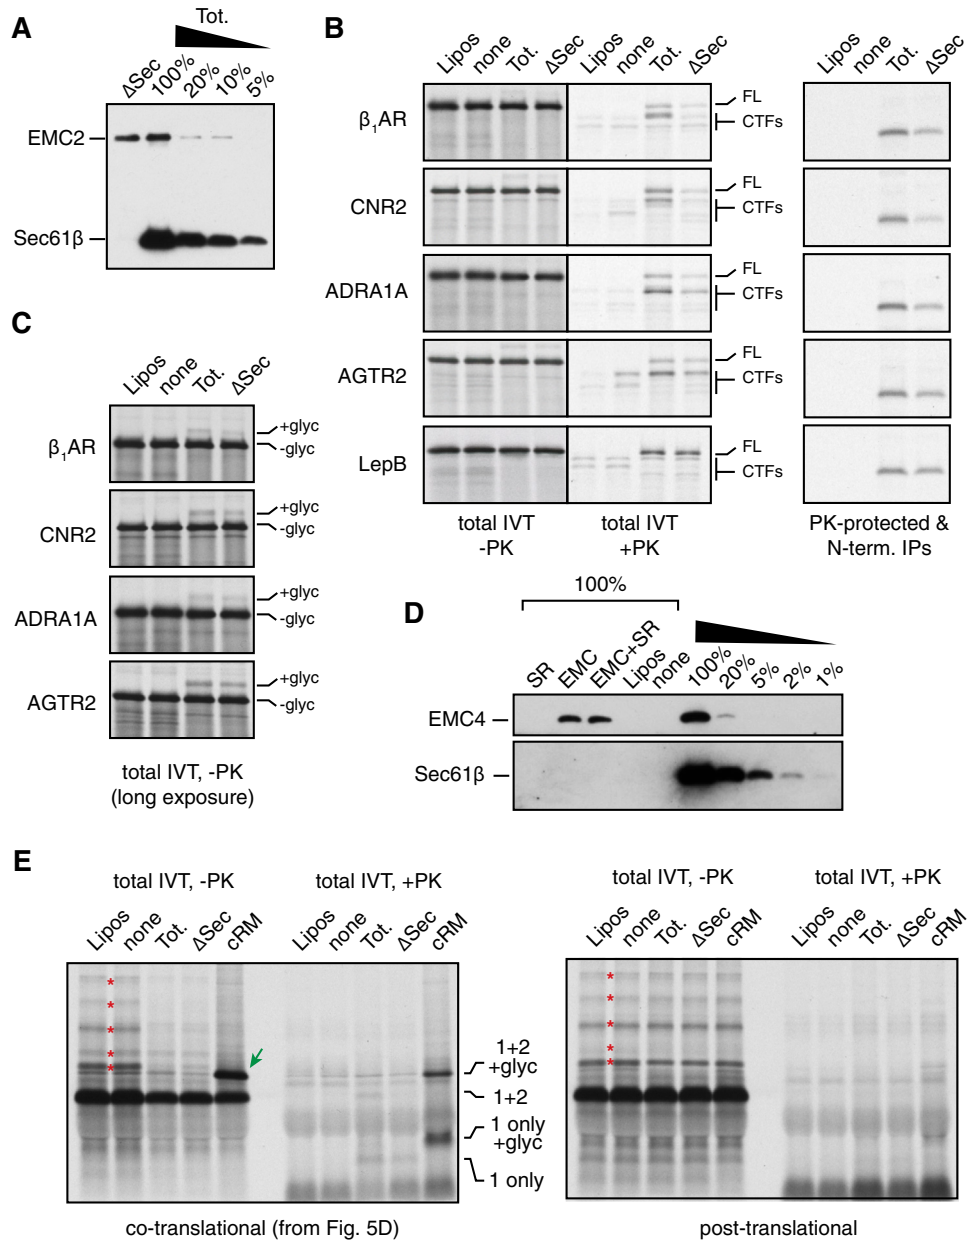 A
Tot.
ΔSec
100%
20%
10%
5%
EMC2
Sec61β
B
Lipos
none
Tot.
ΔSec
Lipos
none
Tot.
ΔSec
Lipos
none
Tot.
ΔSec
β1AR
FL
CTFs
CNR2
FL
CTFs
ADRA1A
FL
CTFs
AGTR2
FL
CTFs
LepB
FL
CTFs
total IVT
-PK
total IVT
+PK
PK-protected &
N-term. IPs
C
Lipos
none
Tot.
ΔSec
β1AR
+glyc
-glyc
CNR2
+glyc
-glyc
ADRA1A
+glyc
-glyc
AGTR2
+glyc
-glyc
total IVT, -PK
(long exposure)
D
100%
SR
EMC
EMC+SR
Lipos
none
100%
20%
5%
2%
1%
EMC4
Sec61β
E
total IVT, -PK
total IVT, +PK
Lipos
none
Tot.
ΔSec
cRM
Lipos
none
Tot.
ΔSec
cRM
*
*
*
*
*
1+2
+glyc
1+2
1 only
+glyc
1 only
co-translational (from Fig. 5D)
total IVT, -PK
total IVT, +PK
Lipos
none
Tot.
ΔSec
cRM
Lipos
none
Tot.
ΔSec
cRM
*
*
*
*
*
post-translational